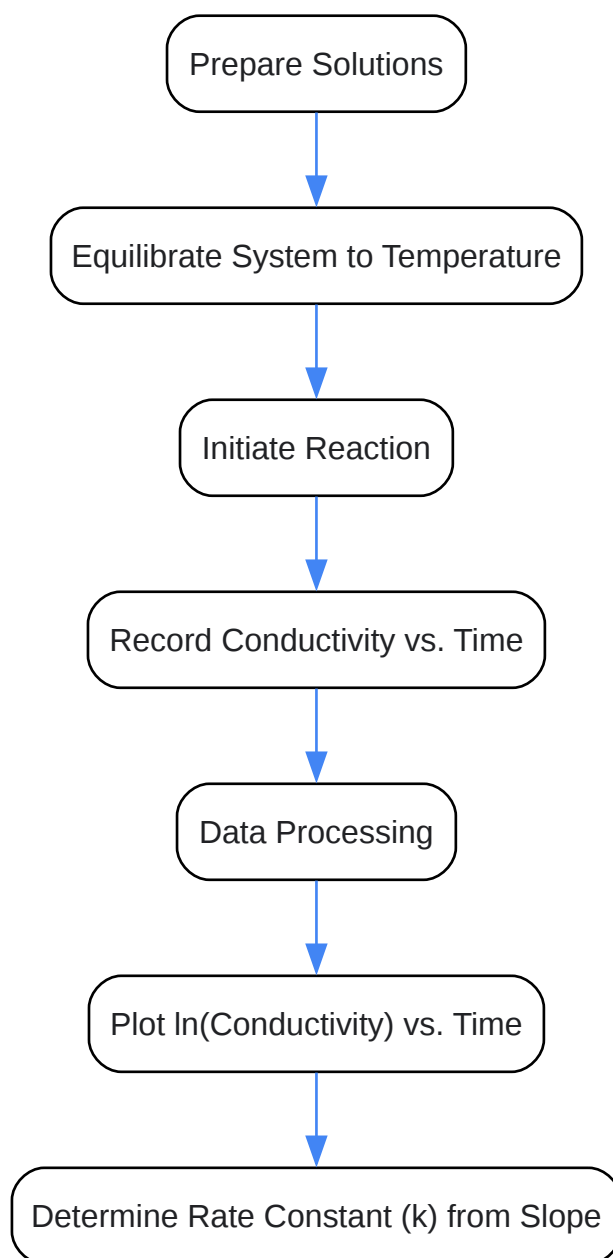 Prepare Solutions
Equilibrate System to Temperature
Initiate Reaction
Record Conductivity vs. Time
Data Processing
Plot ln(Conductivity) vs. Time
Determine Rate Constant (k) from Slope